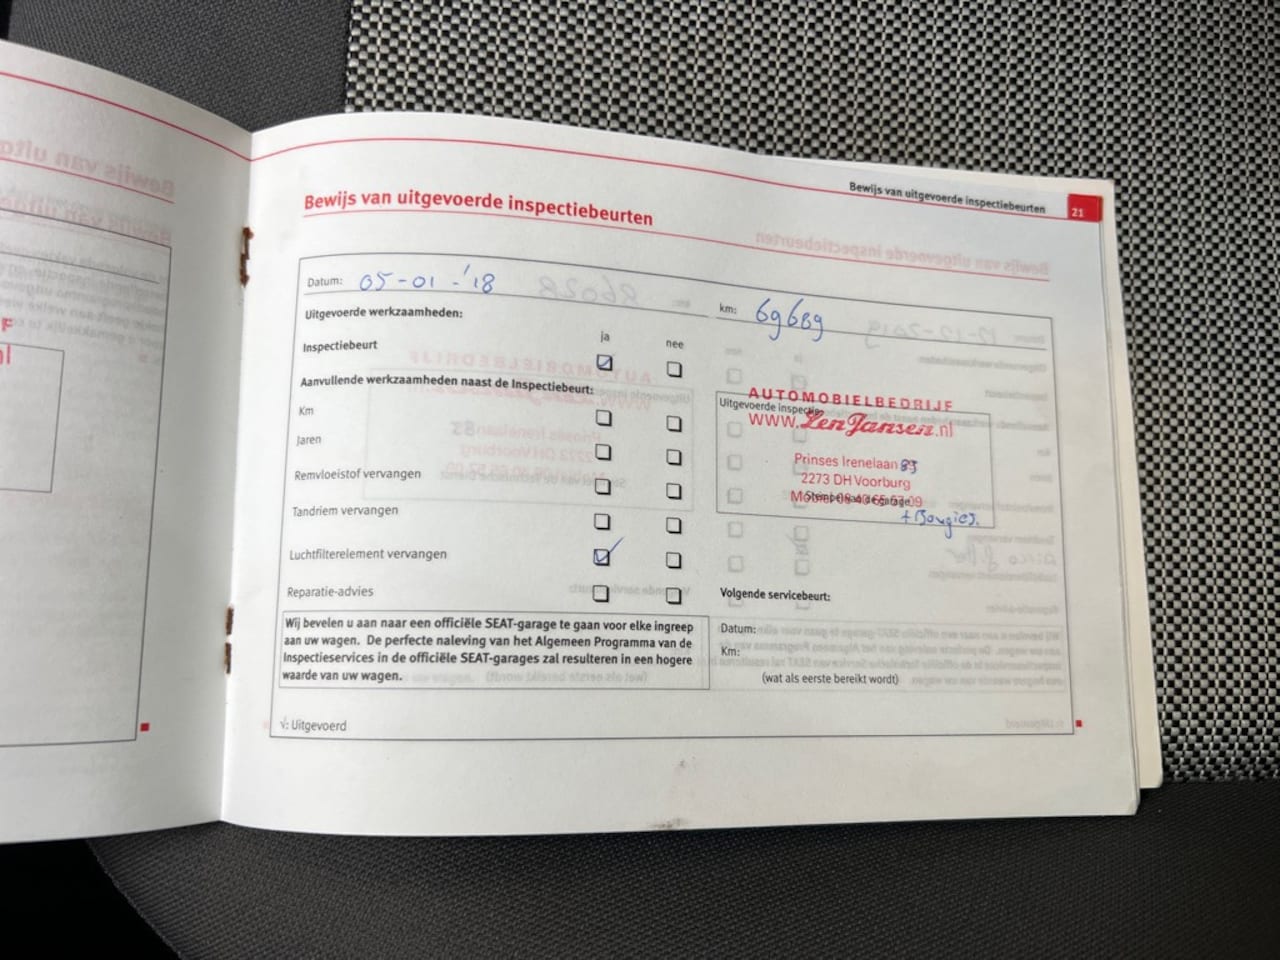 Bewijs van uitgevoerde inspectiebeurten
21
Bewijs van uitgevoerde inspectiebeurten
Datum: 05-01-'18
km: 69689
Uitgevoerde werkzaamheden:
ja
nee
Inspectiebeurt
Aanvullende werkzaamheden naast de Inspectiebeurt:
Km
Jaren
Remvloeistof vervangen
Tandriem vervangen
Luchtfilterelement vervangen
Reparatie-advies
Uitgevoerde inspectie:
AUTOMOBIELBEDRIJF
WWW.LenJansen.nl
Prinses Irenelaan 83
2273 DH Voorburg
+ Bougies.
Volgende servicebeurt:
Datum:
Km:
(wat als eerste bereikt wordt)
Wij bevelen u aan naar een officiële SEAT-garage te gaan voor elke ingreep
aan uw wagen. De perfecte naleving van het Algemeen Programma van de
Inspectieservices in de officiële SEAT-garages zal resulteren in een hogere
waarde van uw wagen.
√: Uitgevoerd